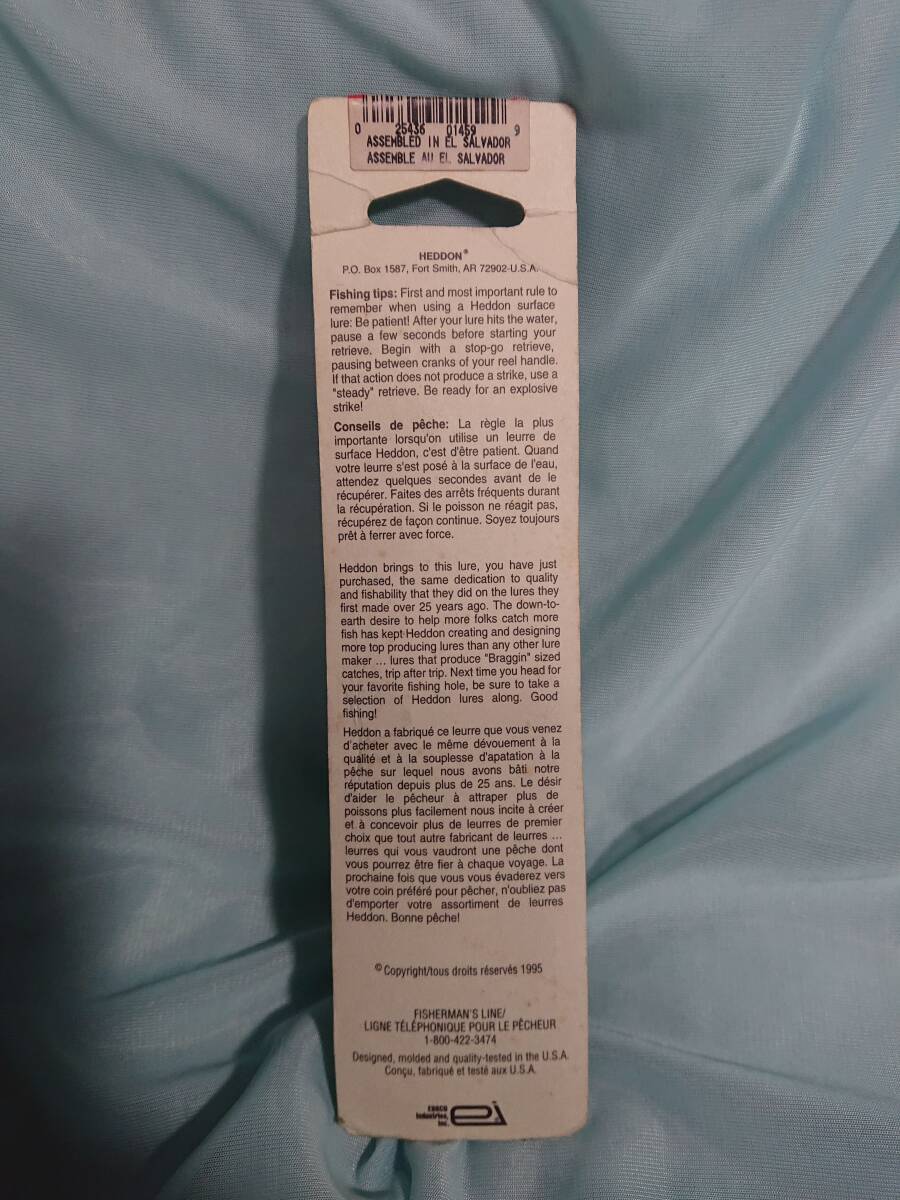 0 25436 01459 9
ASSEMBLED IN EL SALVADOR
ASSEMBLE AU EL SALVADOR
HEDDON®
P.O. Box 1587, Fort Smith, AR 72902-U.S.A.
Fishing tips: First and most important rule to
remember when using a Heddon surface
lure: Be patient! After your lure hits the water,
pause a few seconds before starting your
retrieve. Begin with a stop-go retrieve,
pausing between cranks of your reel handle.
If that action does not produce a strike, use a
"steady" retrieve. Be ready for an explosive
strike!
Conseils de pêche: La règle la plus
importante lorsqu'on utilise un leurre de
surface Heddon, c'est d'être patient. Quand
votre leurre s'est posé à la surface de l'eau,
attendez quelques secondes avant de le
récupérer. Faites des arrêts fréquents durant
la récupération. Si le poisson ne réagit pas,
récupérez de façon continue. Soyez toujours
prêt à ferrer avec force.
Heddon brings to this lure, you have just
purchased, the same dedication to quality
and fishability that they did on the lures they
first made over 25 years ago. The down-to-
earth desire to help more folks catch more
fish has kept Heddon creating and designing
more top producing lures than any other lure
maker ... lures that produce "Braggin" sized
catches, trip after trip. Next time you head for
your favorite fishing hole, be sure to take a
selection of Heddon lures along. Good
fishing!
Heddon a fabriqué ce leurre que vous venez
d'acheter avec le même dévouement à la
qualité et à la souplesse d'apatation à la
pêche sur lequel nous avons bâti notre
réputation depuis plus de 25 ans. Le désir
d'aider le pêcheur à attraper plus de
poissons plus facilement nous incite à créer
et à concevoir plus de leurres de premier
choix que tout autre fabricant de leurres ...
leurres qui vous vaudront une pêche dont
vous pourrez être fier à chaque voyage. La
prochaine fois que vous vous évaderez vers
votre coin préféré pour pêcher, n'oubliez pas
d'emporter votre assortiment de leurres
Heddon. Bonne pêche!
© Copyright/tous droits réservés 1995
FISHERMAN'S LINE/
LIGNE TÉLÉPHONIQUE POUR LE PÊCHEUR
1-800-422-3474
Designed, molded and quality-tested in the U.S.A.
Conçu, fabriqué et testé aux U.S.A.
EBSCO
Industries,
Inc.
ei